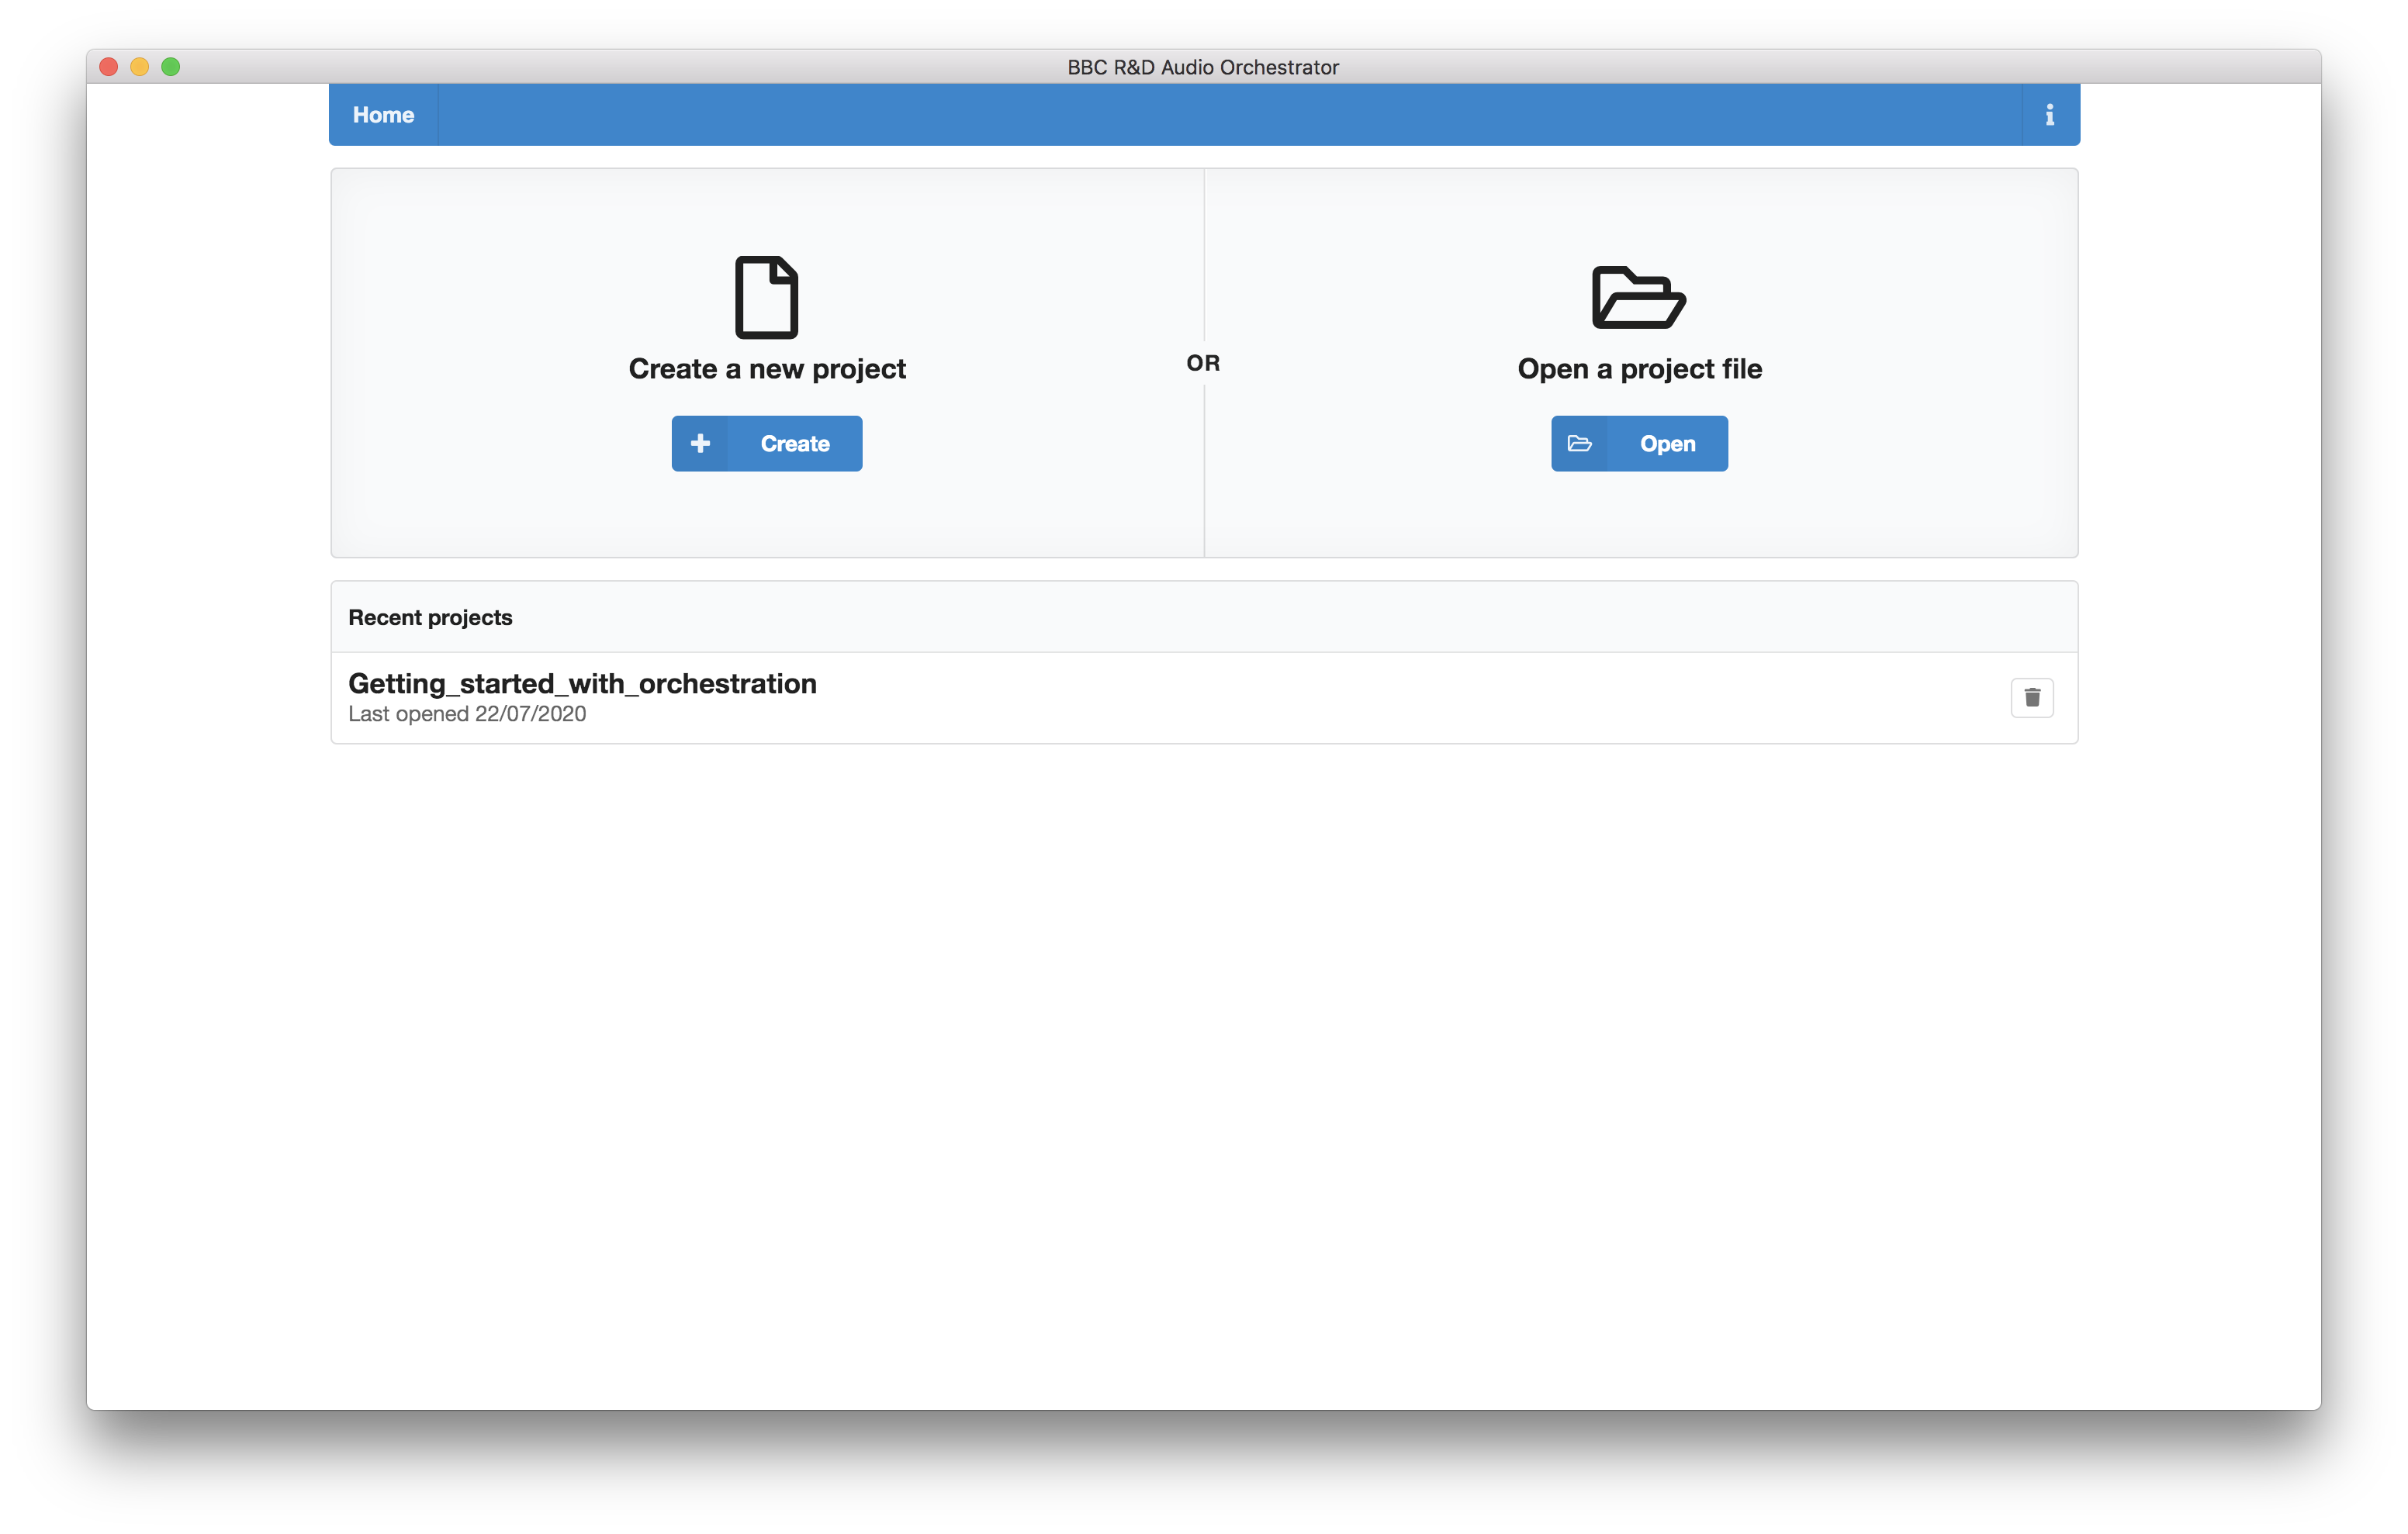 BBC R&D Audio Orchestrator
Home
Create a new project
OR
Open a project file
Create
Open
Recent projects
Getting_started_with_orchestration
Last opened 22/07/2020